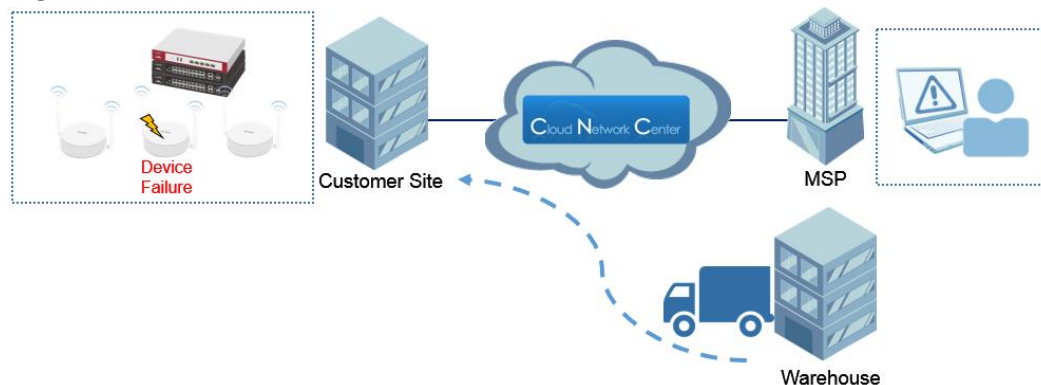 Device
Failure
Customer Site
Cloud Network Center
MSP
Warehouse